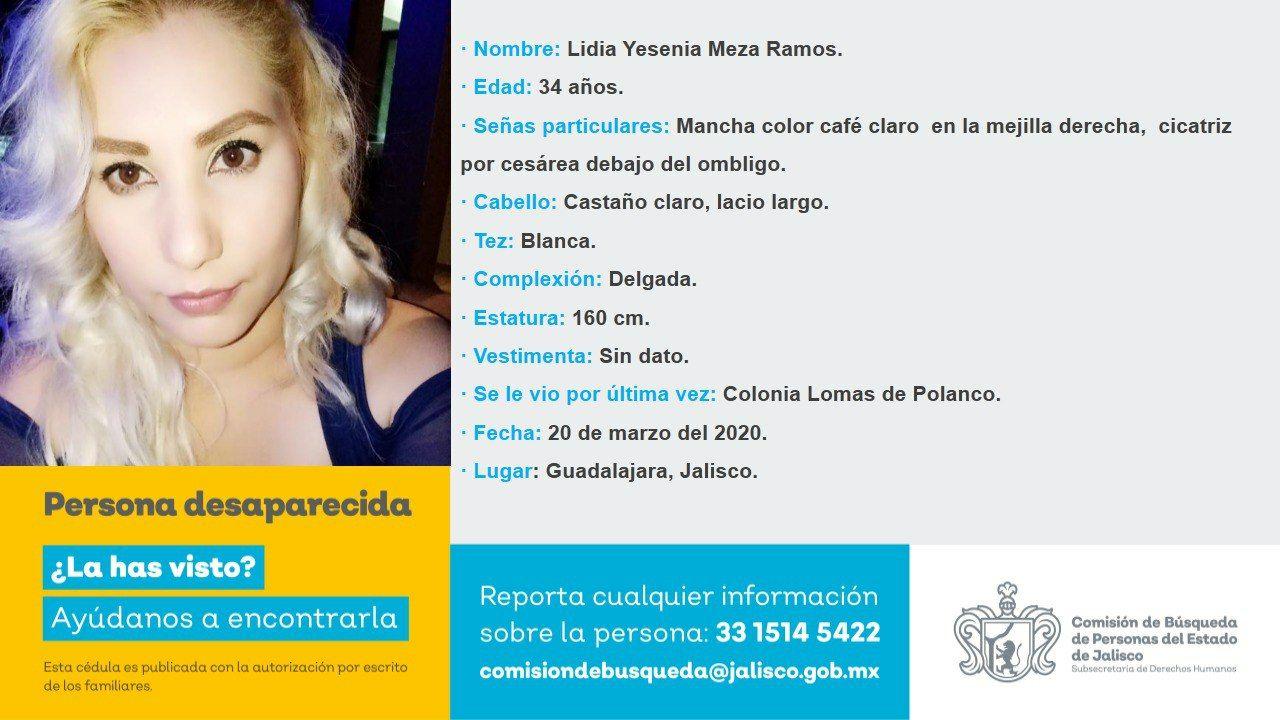 · Nombre: Lidia Yesenia Meza Ramos.
· Edad: 34 años.
· Señas particulares: Mancha color café claro en la mejilla derecha, cicatriz
por cesárea debajo del ombligo.
· Cabello: Castaño claro, lacio largo.
· Tez: Blanca.
· Complexión: Delgada.
· Estatura: 160 cm.
· Vestimenta: Sin dato.
· Se le vio por última vez: Colonia Lomas de Polanco.
· Fecha: 20 de marzo del 2020.
· Lugar: Guadalajara, Jalisco.
Persona desaparecida
¿La has visto?
Ayúdanos a encontrarla
Esta cédula es publicada con la autorización por escrito
de los familiares.
Reporta cualquier información
sobre la persona: 33 1514 5422
comisiondebusqueda@jalisco.gob.mx
Comisión de Búsqueda
de Personas del Estado
de Jalisco
Subsecretaría de Derechos Humanos